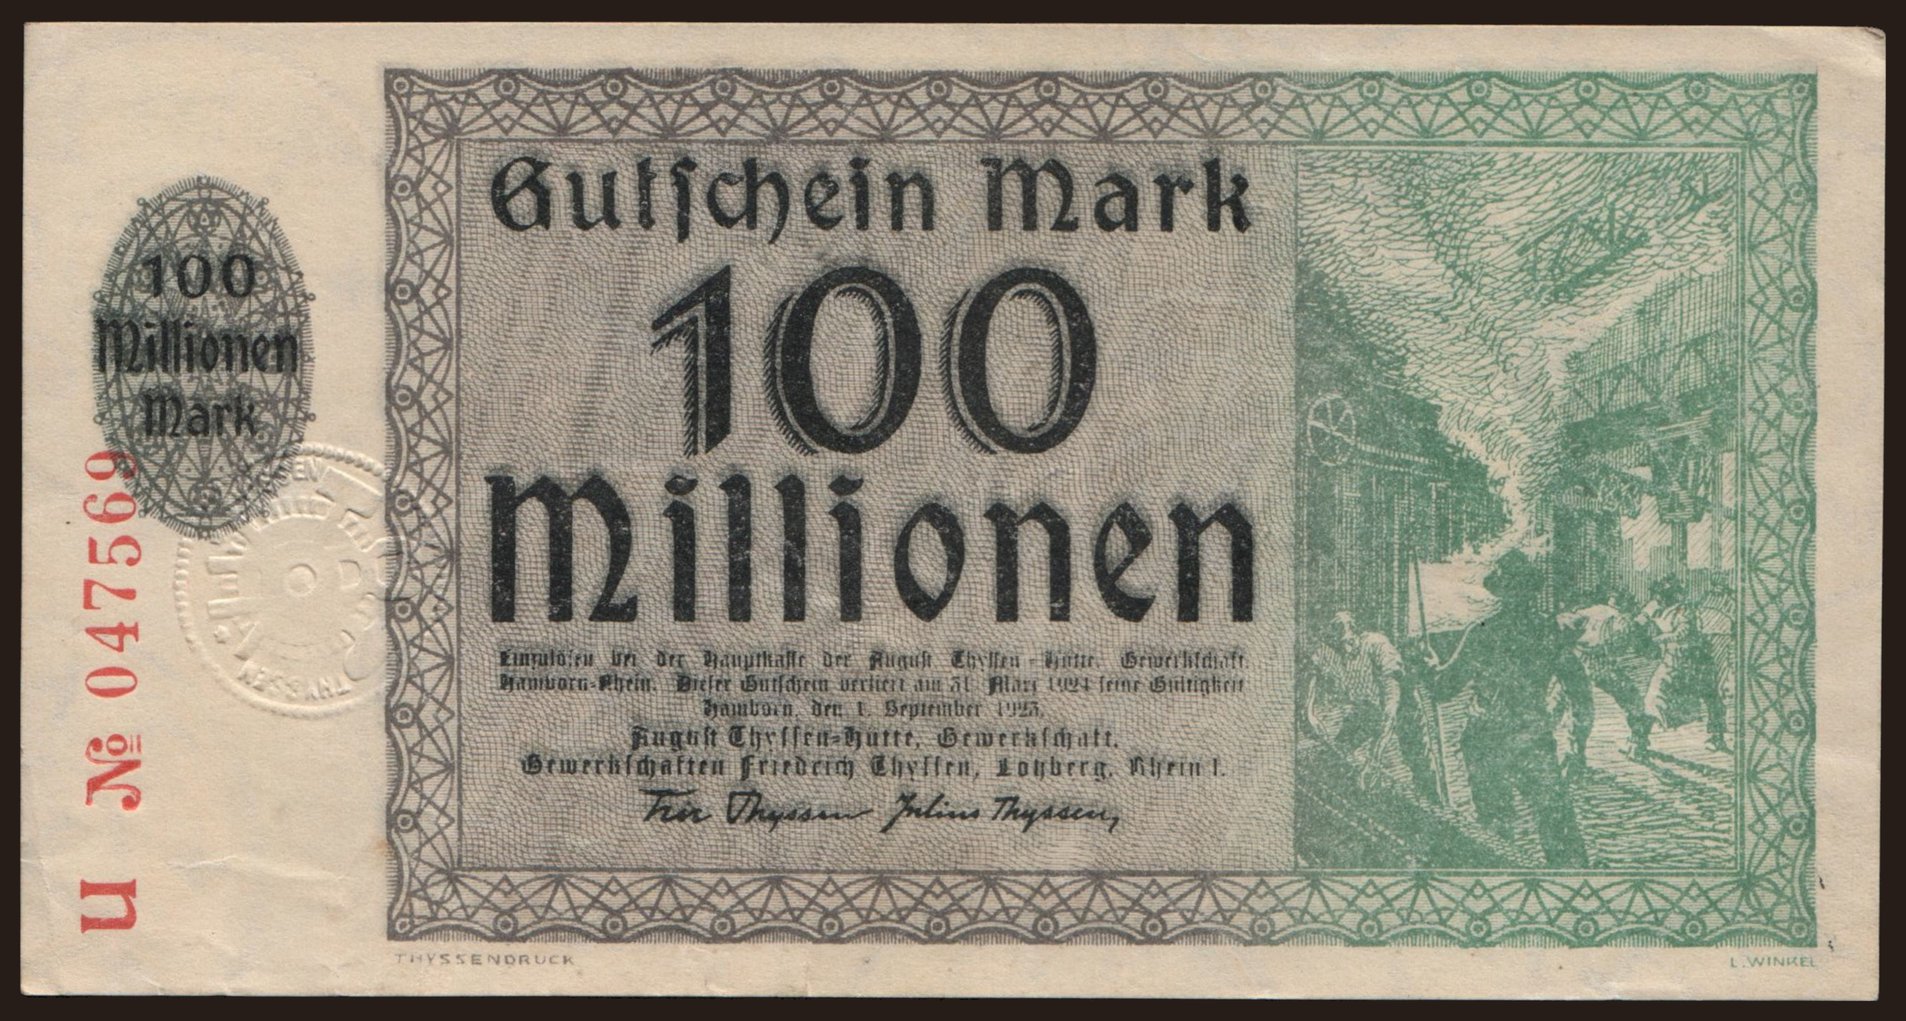 Gutschein Mark
100
Millionen
Einzulösen bei der Hauptkasse der August Thyssen-Hütte, Gewerkschaft,
Hamborn-Rhein. Dieser Gutschein verliert am 31. März 1924 seine Gültigkeit
Hamborn, den 1. September 1923.
August Thyssen-Hütte, Gewerkschaft.
Gewerkschaften Friedrich Thyssen, Lohberg, Rhein I.
Thyssen Julius Thyssen,
100
Millionen
Mark
U № 047569
THYSSEN
THYSSENDRUCK
L. WINKEL